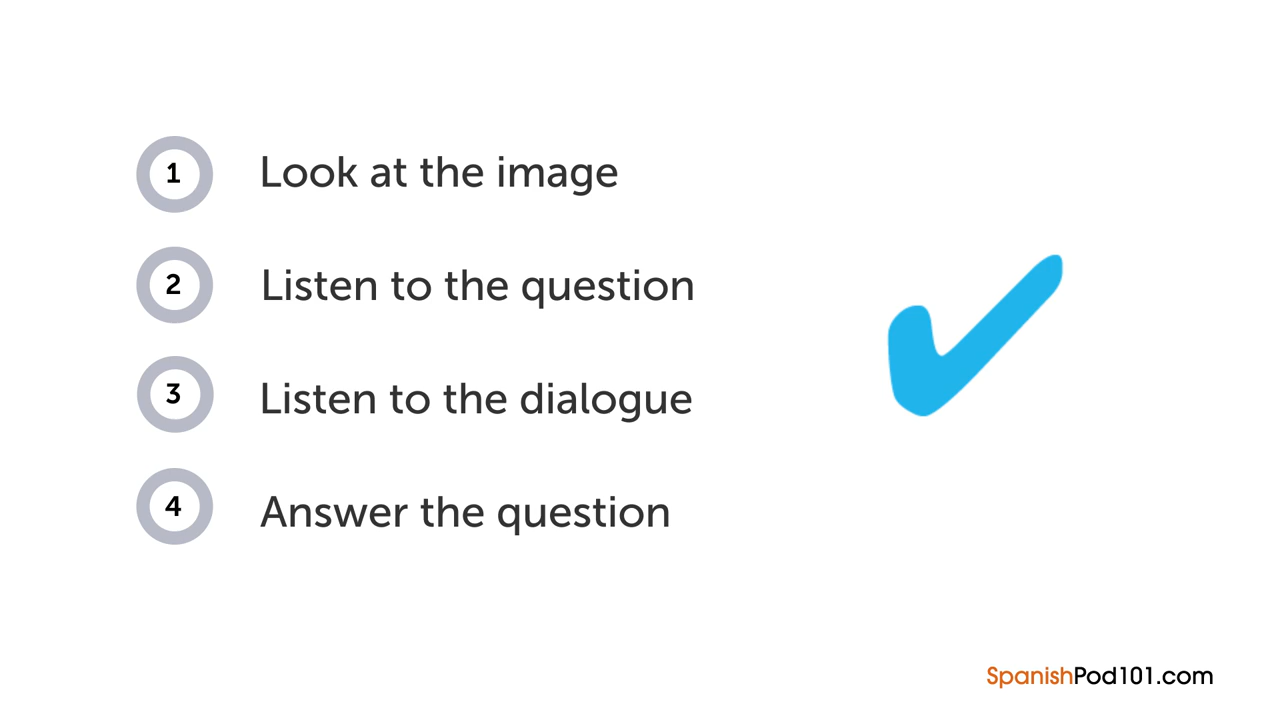 1 Look at the image
2 Listen to the question
3 Listen to the dialogue
4 Answer the question
SpanishPod101.com